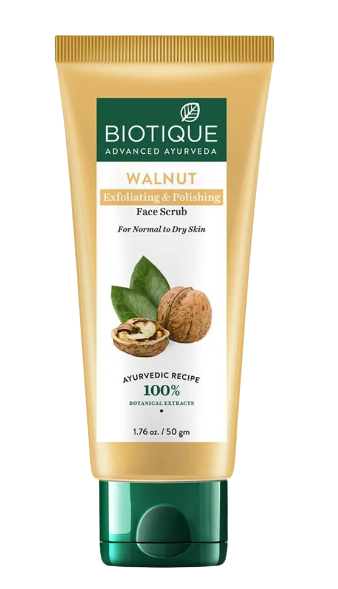 BIOTIQUE
ADVANCED AYURVEDA
WALNUT
Exfoliating & Polishing
Face Scrub
For Normal to Dry Skin
AYURVEDIC RECIPE
100%
BOTANICAL EXTRACTS
1.76 oz. / 50 gm